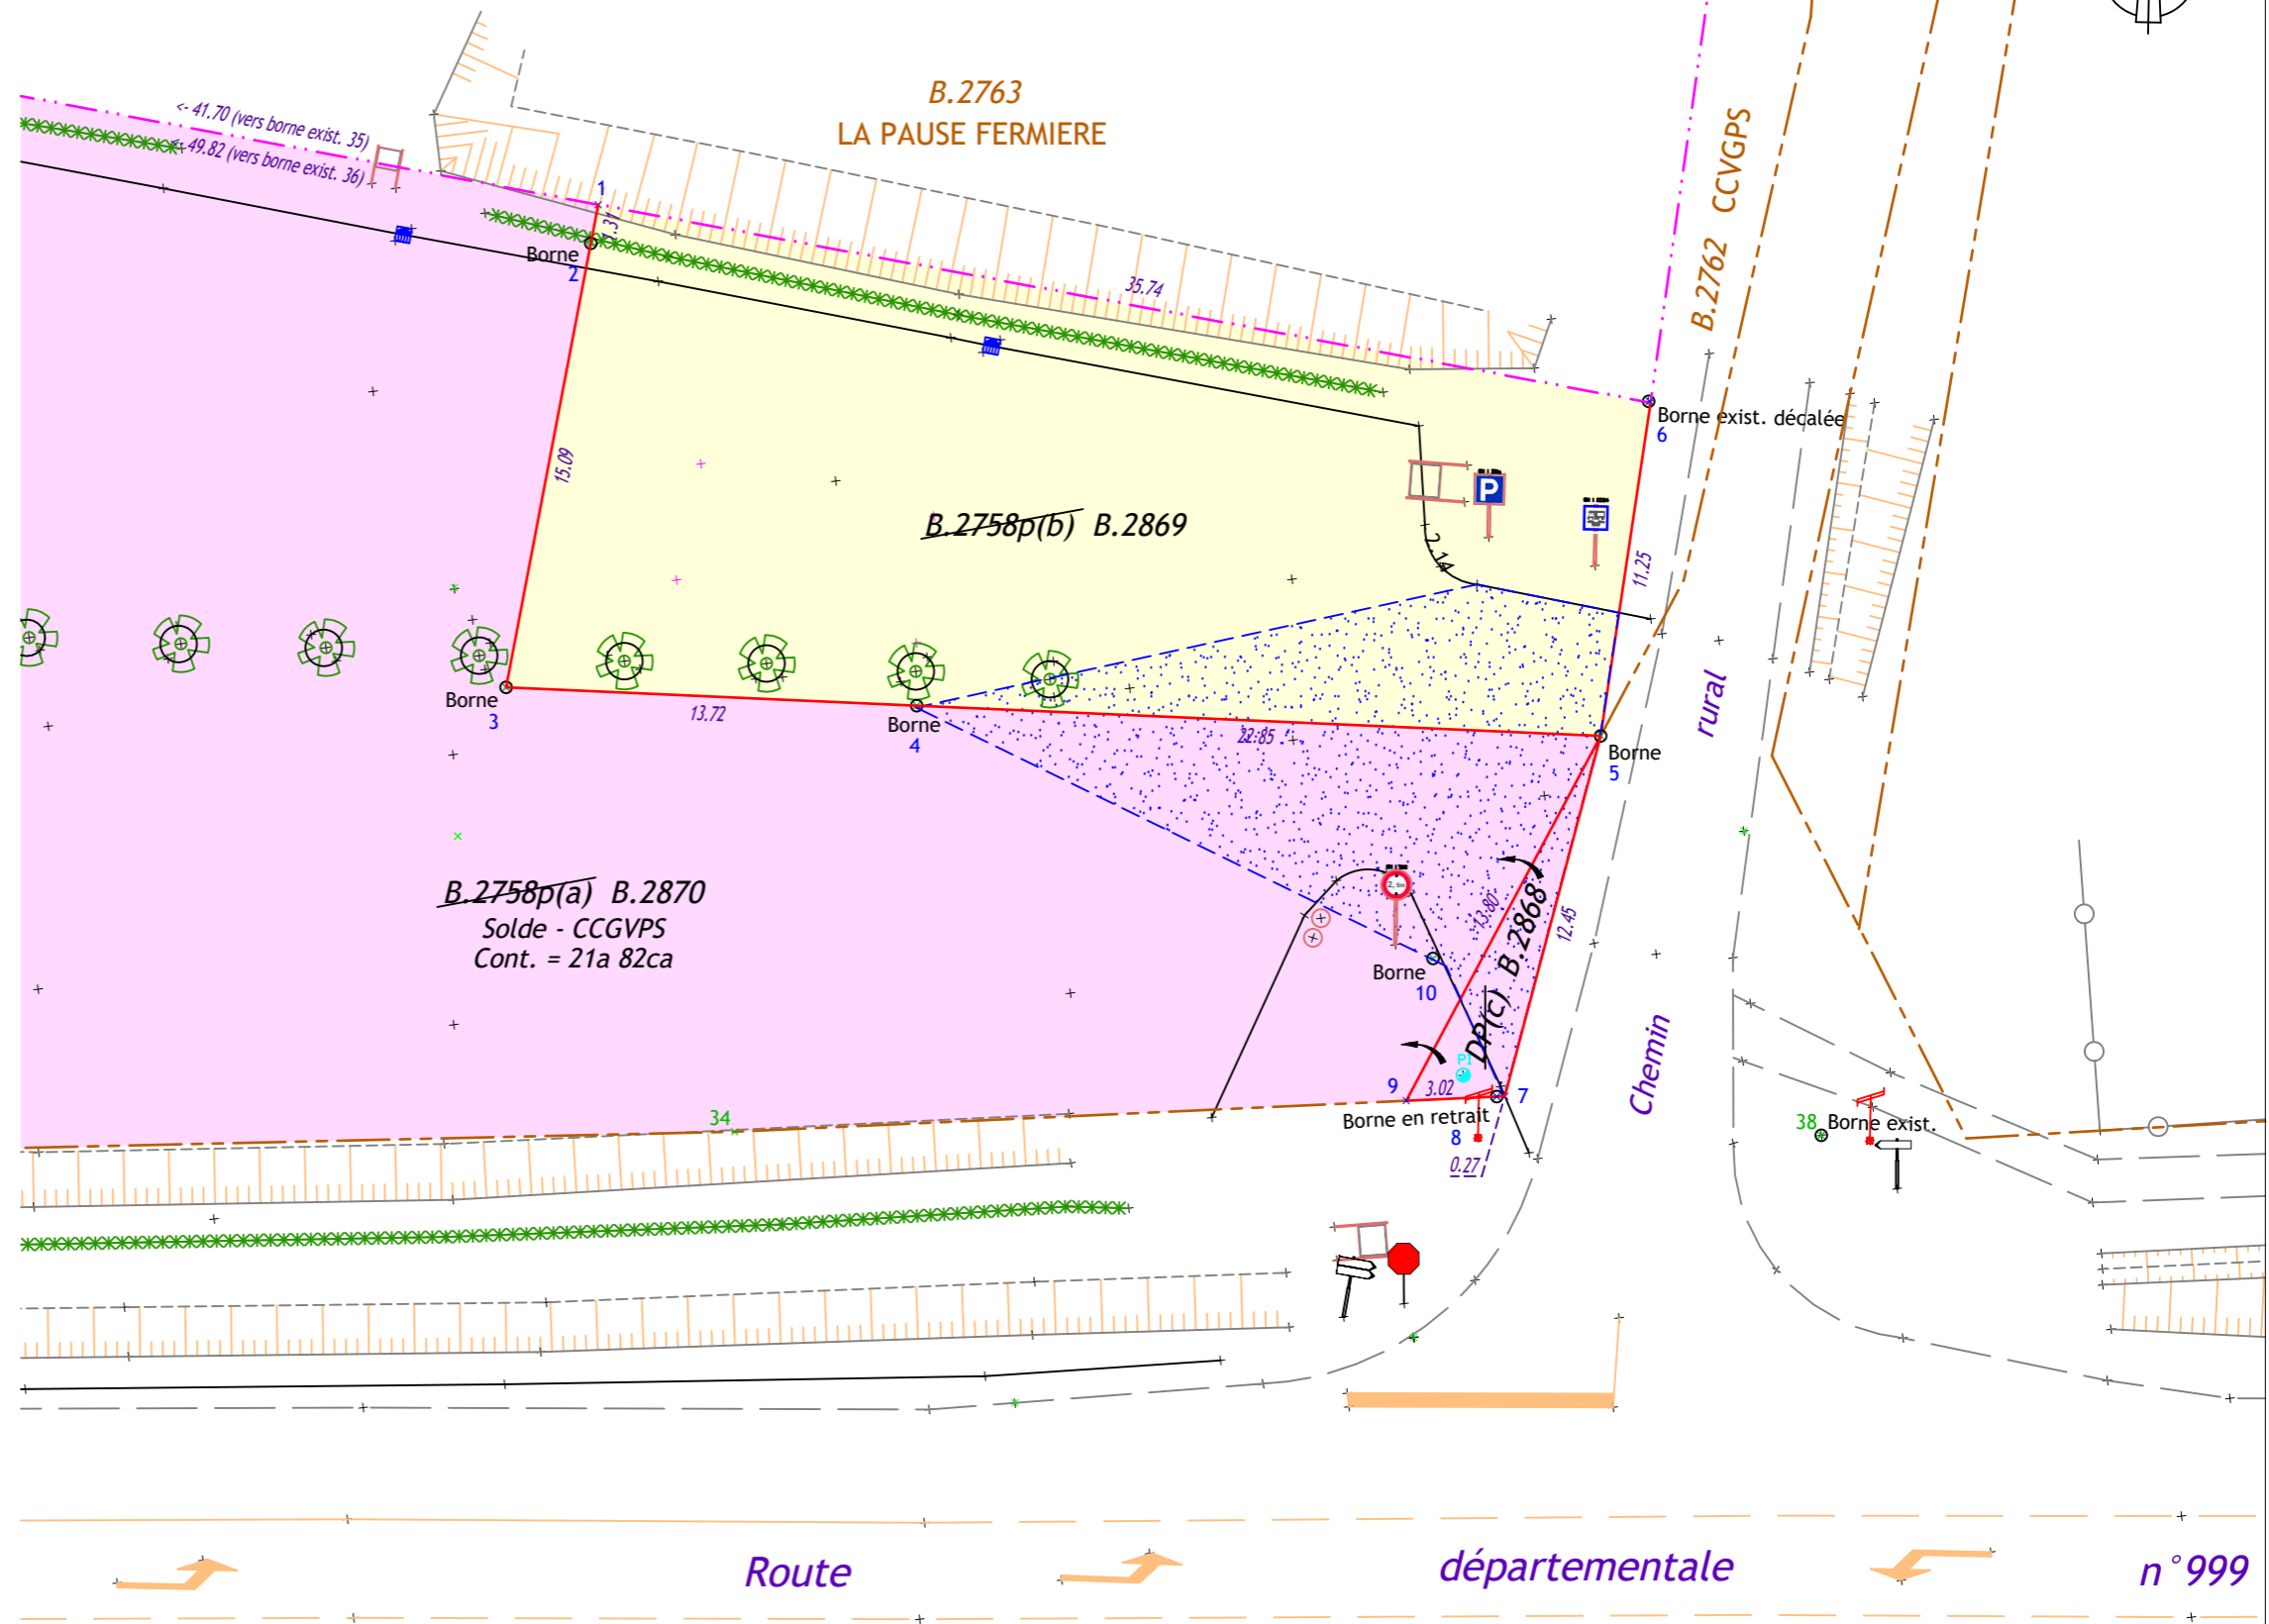 B.2763
LA PAUSE FERMIERE
<- 41.70 (vers borne exist. 35)
<- 49.82 (vers borne exist. 36)
1
1.31
Borne
2
35.74
B.2762 CCVGPS
Borne exist. décalée
6
15.09
B.2758p(b) B.2869
P
2.14
11.25
Borne
3
13.72
Borne
4
22.85
Borne
5
rural
B.2758p(a) B.2870
Solde - CCGVPS
Cont. = 21a 82ca
13.80
12.45
DP(c) B.2868
Borne
10
PI
9
3.02
7
Borne en retrait
8
0.27
Chemin
34
38
Borne exist.
Route départementale n°999